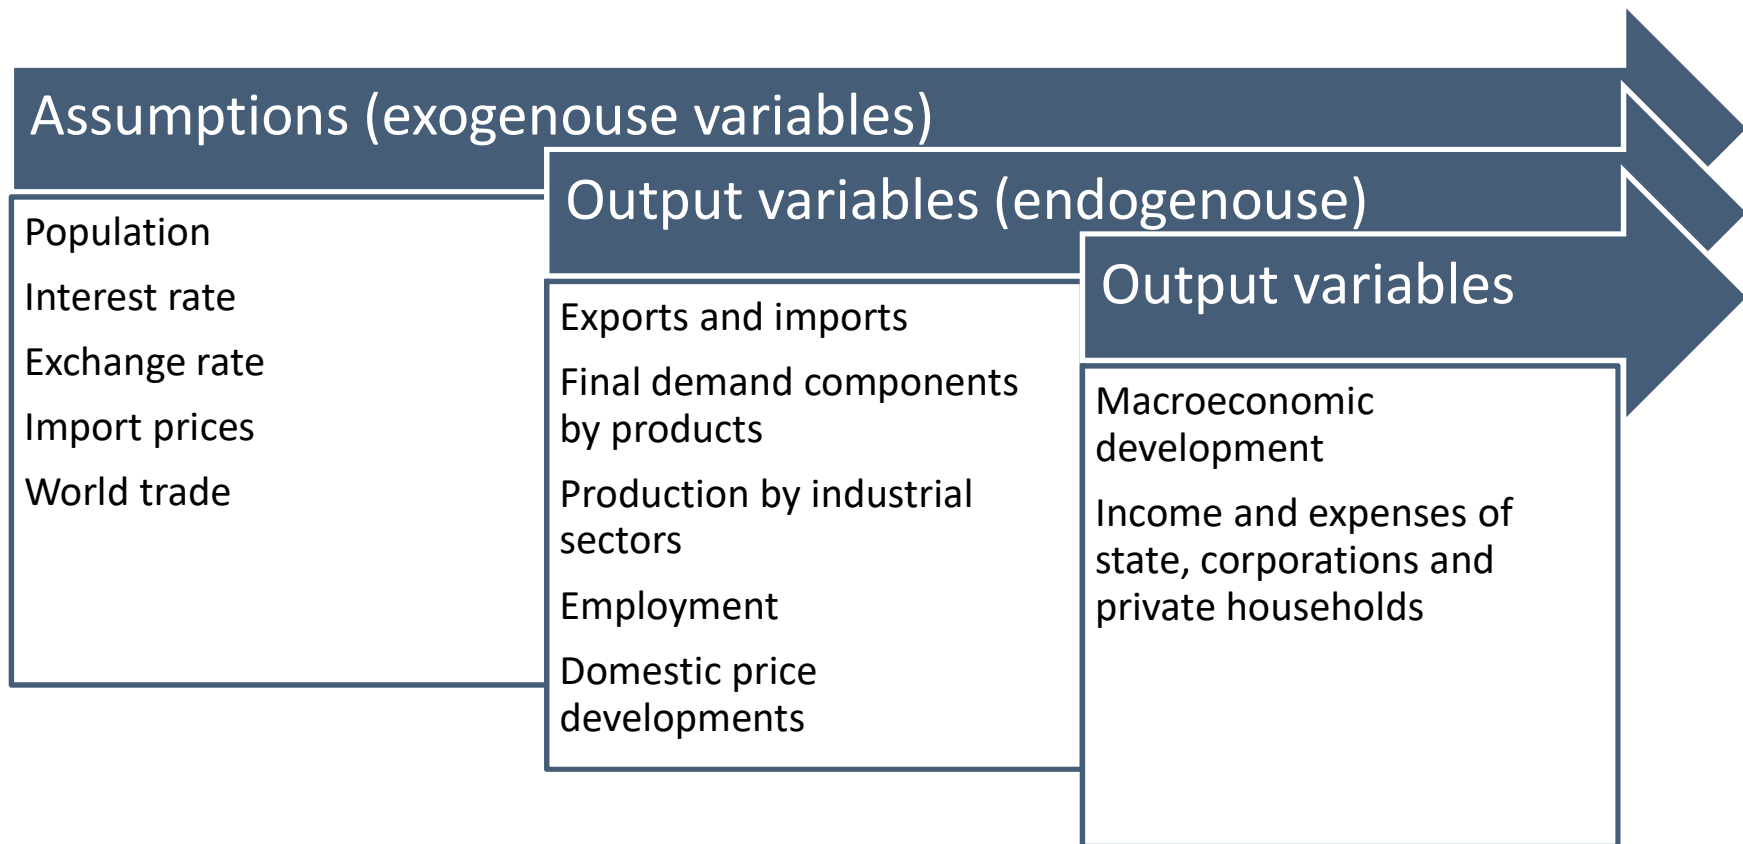 Assumptions (exogenouse variables)
Population
Interest rate
Exchange rate
Import prices
World trade
Output variables (endogenouse)
Exports and imports
Final demand components
by products
Production by industrial
sectors
Employment
Domestic price
developments
Output variables
Macroeconomic
development
Income and expenses of
state, corporations and
private households